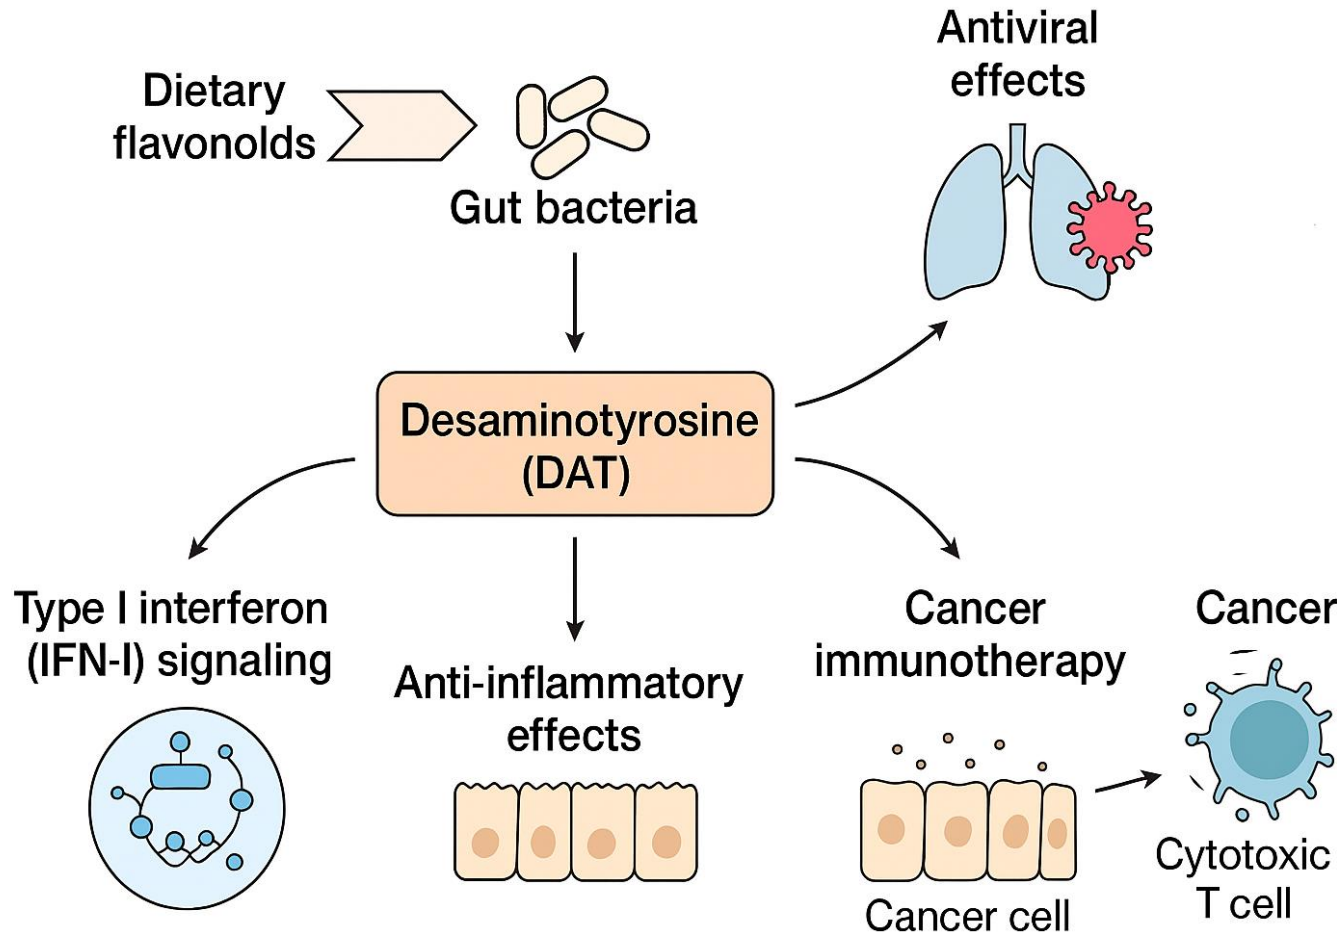 Dietary
flavonolds
Gut bacteria
Antiviral
effects
Desaminotyrosine
(DAT)
Type I interferon
(IFN-I) signaling
Anti-inflammatory
effects
Cancer
immunotherapy
Cancer cell
Cancer
Cytotoxic
T cell